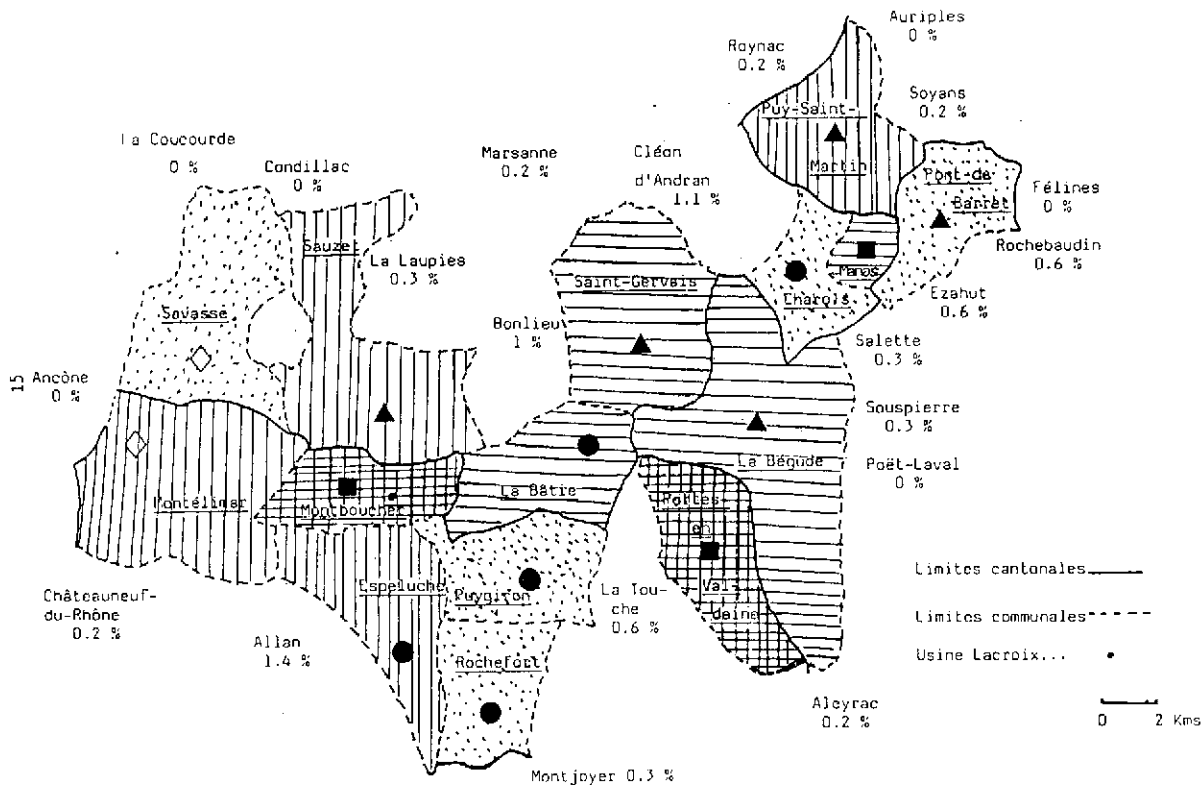 Auriples
0 %
Roynac
0.2 %
Soyans
0.2 %
Puy-Saint-
Martin
La Coucourde
0 %
Condillac
0 %
Marsanne
0.2 %
Cléon
d'Andran
1.1 %
Pont-de
Barret
Félines
0 %
Rochebaudin
0.6 %
Sauzet
La Laupies
0.3 %
Saint-Gervais
Manas
Charols
Ezahut
0.6 %
Savasse
Bonlieu
1 %
Salette
0.3 %
15
Ancône
0 %
Souspierre
0.3 %
La Bégude
Poët-Laval
0 %
Montélimar
Montboucher
La Bâtie
Portes
en
Val-
daine
Limites cantonales
Châteauneuf-
du-Rhône
0.2 %
Espeluche
Puygiron
La Tou-
che
0.6 %
Limites communales
Allan
1.4 %
Rochefort
Usine Lacroix...
Aleyrac
0.2 %
0 2 Kms
Montjoyer 0.3 %